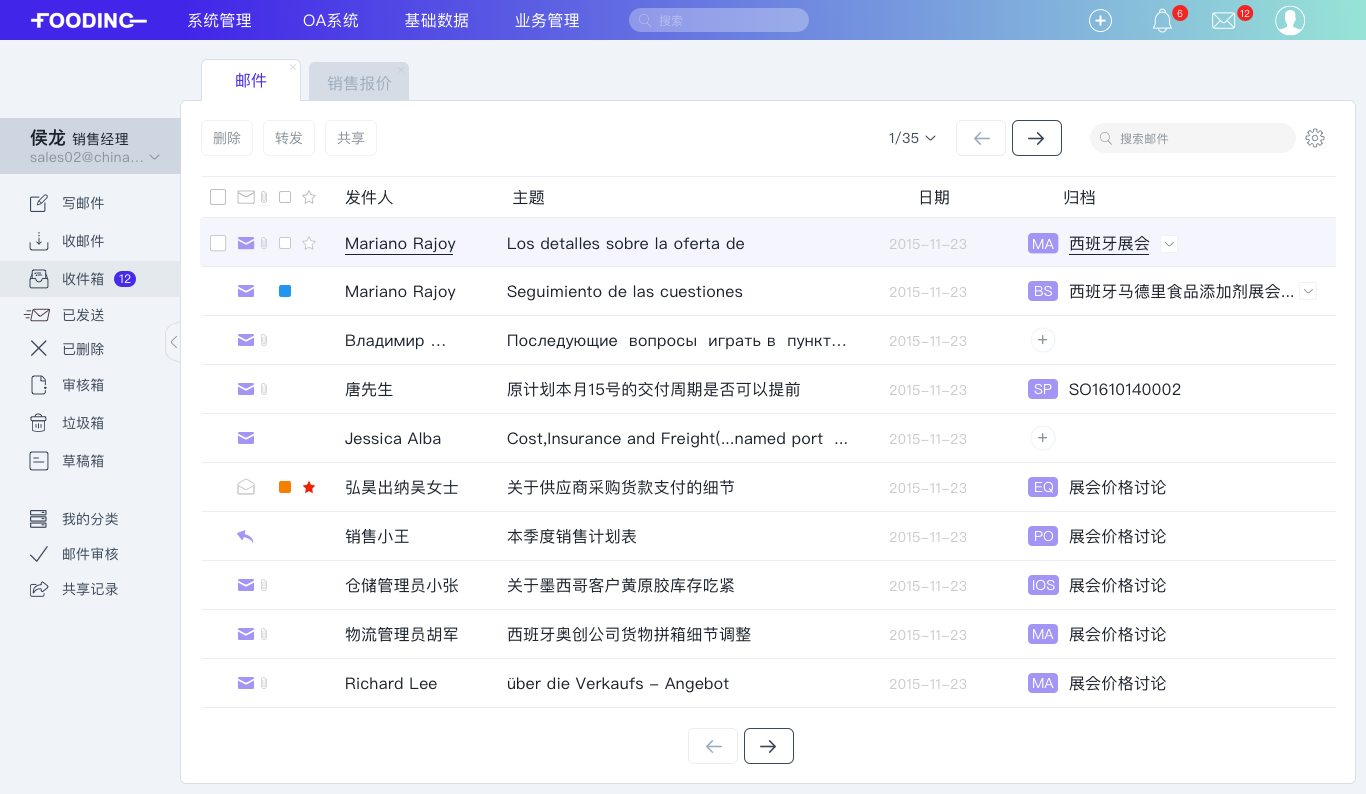 FOODINC 系统管理 OA系统 基础数据 业务管理 搜索 6 12
邮件 销售报价
侯龙 销售经理
sales02@china...
写邮件
收邮件
收件箱 12
已发送
已删除
审核箱
垃圾箱
草稿箱
我的分类
邮件审核
共享记录
删除 转发 共享 1/35 搜索邮件
发件人 主题 日期 归档
Mariano Rajoy Los detalles sobre la oferta de 2015-11-23 MA 西班牙展会
Mariano Rajoy Seguimiento de las cuestiones 2015-11-23 BS 西班牙马德里食品添加剂展会...
Владимир ... Последующие вопросы играть в пункт... 2015-11-23
唐先生 原计划本月15号的交付周期是否可以提前 2015-11-23 SP SO1610140002
Jessica Alba Cost,Insurance and Freight(...named port ... 2015-11-23
弘昊出纳吴女士 关于供应商采购货款支付的细节 2015-11-23 EQ 展会价格讨论
销售小王 本季度销售计划表 2015-11-23 PO 展会价格讨论
仓储管理员小张 关于墨西哥客户黄原胶库存吃紧 2015-11-23 IOS 展会价格讨论
物流管理员胡军 西班牙奥创公司货物拼箱细节调整 2015-11-23 MA 展会价格讨论
Richard Lee über die Verkaufs – Angebot 2015-11-23 MA 展会价格讨论